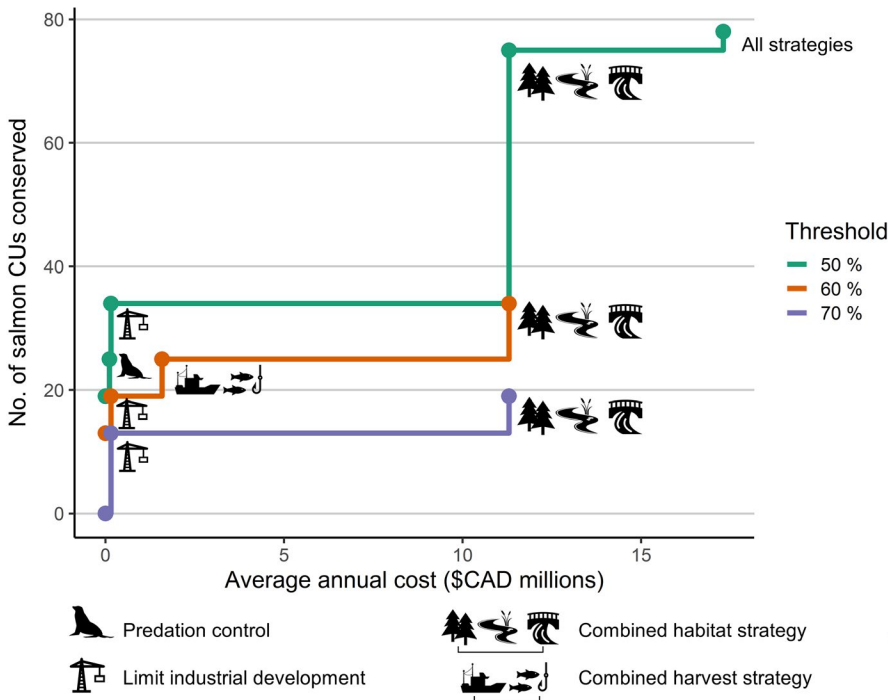 80
60
40
20
0
No. of salmon CUs conserved
All strategies
0 5 10 15
Average annual cost ($CAD millions)
Threshold
50 %
60 %
70 %
Predation control
Combined habitat strategy
Limit industrial development
Combined harvest strategy